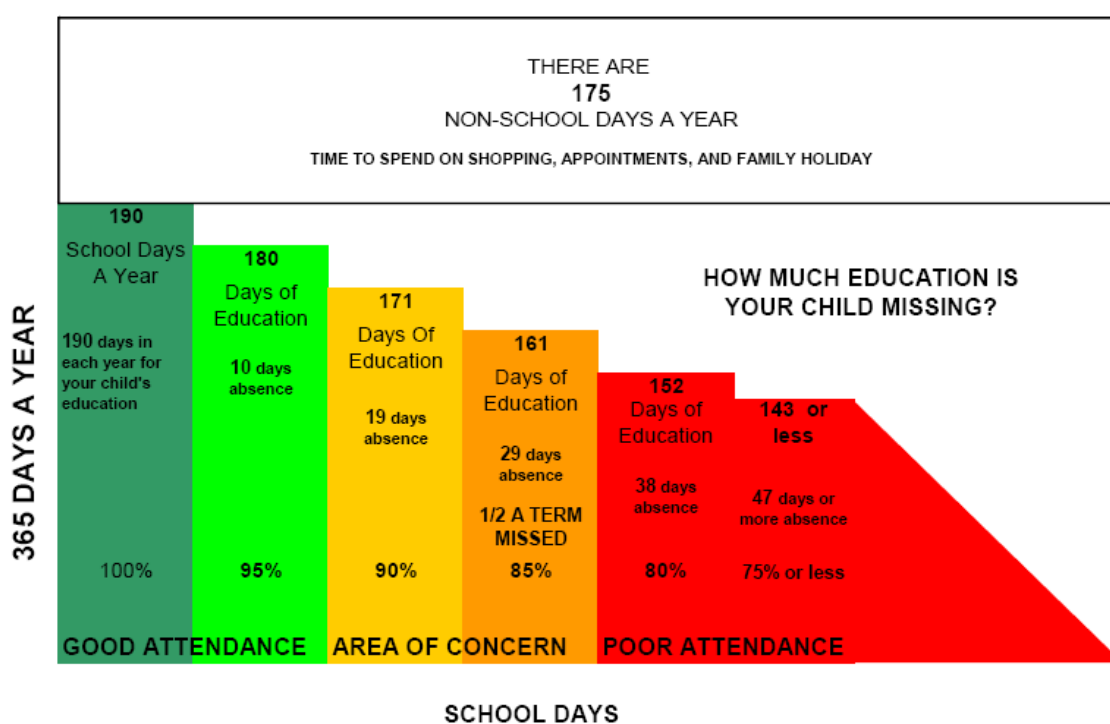 THERE ARE
175
NON-SCHOOL DAYS A YEAR
TIME TO SPEND ON SHOPPING, APPOINTMENTS, AND FAMILY HOLIDAY
365 DAYS A YEAR
190
School Days
A Year
190 days in
each year for
your child's
education
100%
180
Days of
Education
10 days
absence
95%
GOOD ATTENDANCE
171
Days Of
Education
19 days
absence
90%
161
Days of
Education
29 days
absence
1/2 A TERM
MISSED
85%
AREA OF CONCERN
152
Days of
Education
38 days
absence
80%
143 or
less
47 days or
more absence
75% or less
POOR ATTENDANCE
HOW MUCH EDUCATION IS
YOUR CHILD MISSING?
SCHOOL DAYS